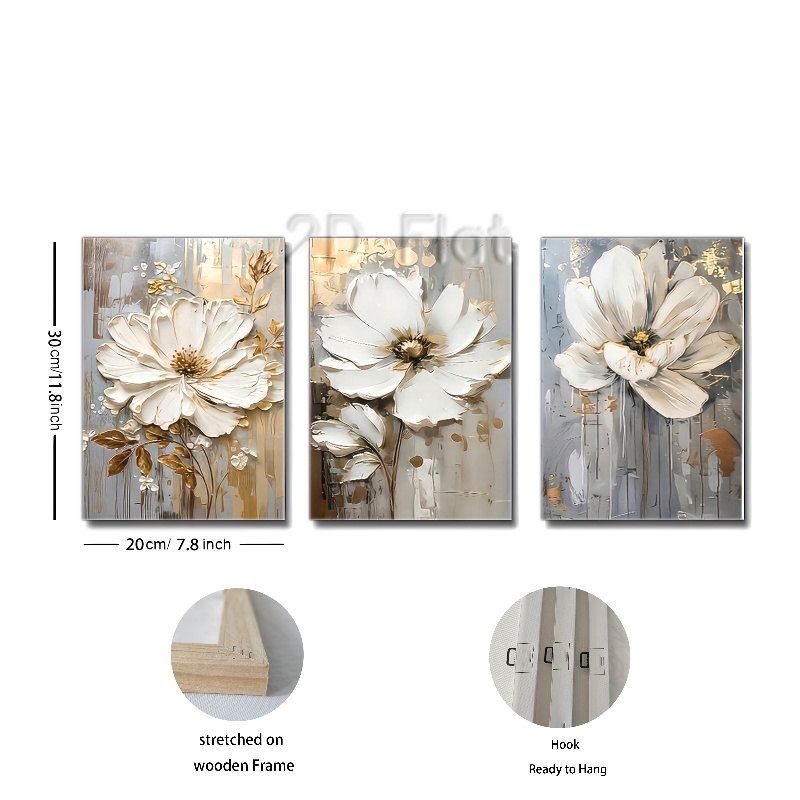 2D Flat
30cm/11.8inch
20cm/ 7.8 inch
stretched on
wooden Frame
Hook
Ready to Hang